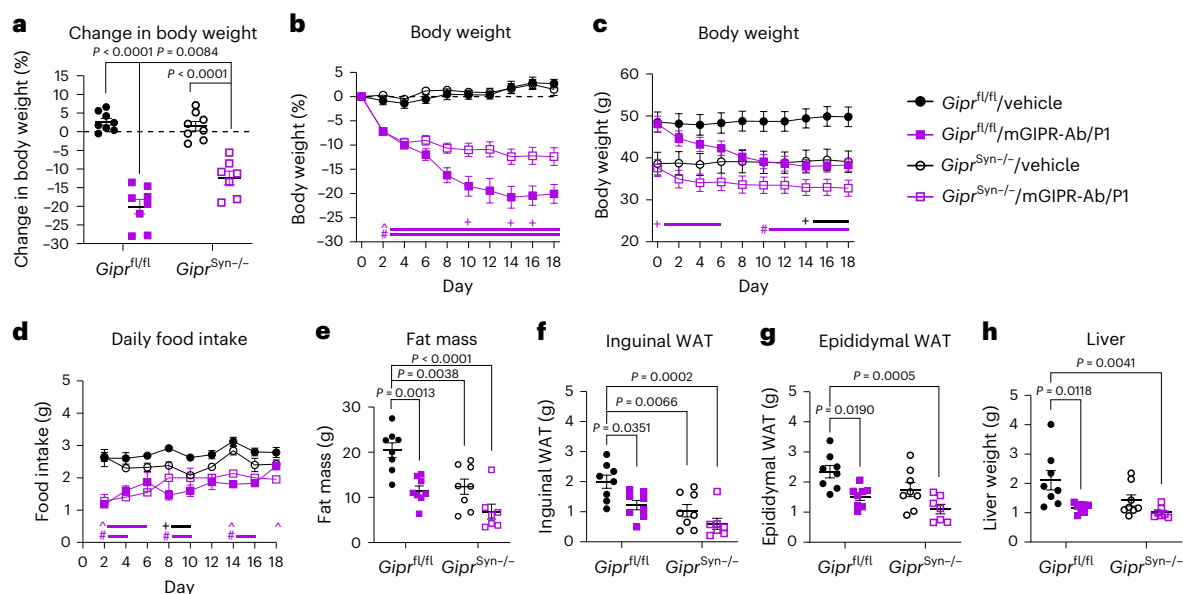 a
Change in body weight
P < 0.0001 P = 0.0084
P < 0.0001
Change in body weight (%)
15
10
5
0
−5
−10
−15
−20
−25
−30
Gipr^fl/fl
Gipr^Syn−/−
b
Body weight
Body weight (%)
5
0
−5
−10
−15
−20
−25
−30
+ + +
^
#
0 2 4 6 8 10 12 14 16 18
Day
c
Body weight
Body weight (g)
60
50
40
30
20
+ +
#
0 2 4 6 8 10 12 14 16 18
Day
Gipr^fl/fl/vehicle
Gipr^fl/fl/mGIPR-Ab/P1
Gipr^Syn−/−/vehicle
Gipr^Syn−/−/mGIPR-Ab/P1
d
Daily food intake
Food intake (g)
5
4
3
2
1
0
^ + ^ ^
# # #
0 2 4 6 8 10 12 14 16 18
Day
e
Fat mass
P < 0.0001
P = 0.0038
P = 0.0013
Fat mass (g)
30
20
10
0
Gipr^fl/fl Gipr^Syn−/−
f
Inguinal WAT
P = 0.0002
P = 0.0066
P = 0.0351
Inguinal WAT (g)
5
4
3
2
1
0
Gipr^fl/fl Gipr^Syn−/−
g
Epididymal WAT
P = 0.0005
P = 0.0190
Epididymal WAT (g)
5
4
3
2
1
0
Gipr^fl/fl Gipr^Syn−/−
h
Liver
P = 0.0041
P = 0.0118
Liver weight (g)
5
4
3
2
1
0
Gipr^fl/fl Gipr^Syn−/−